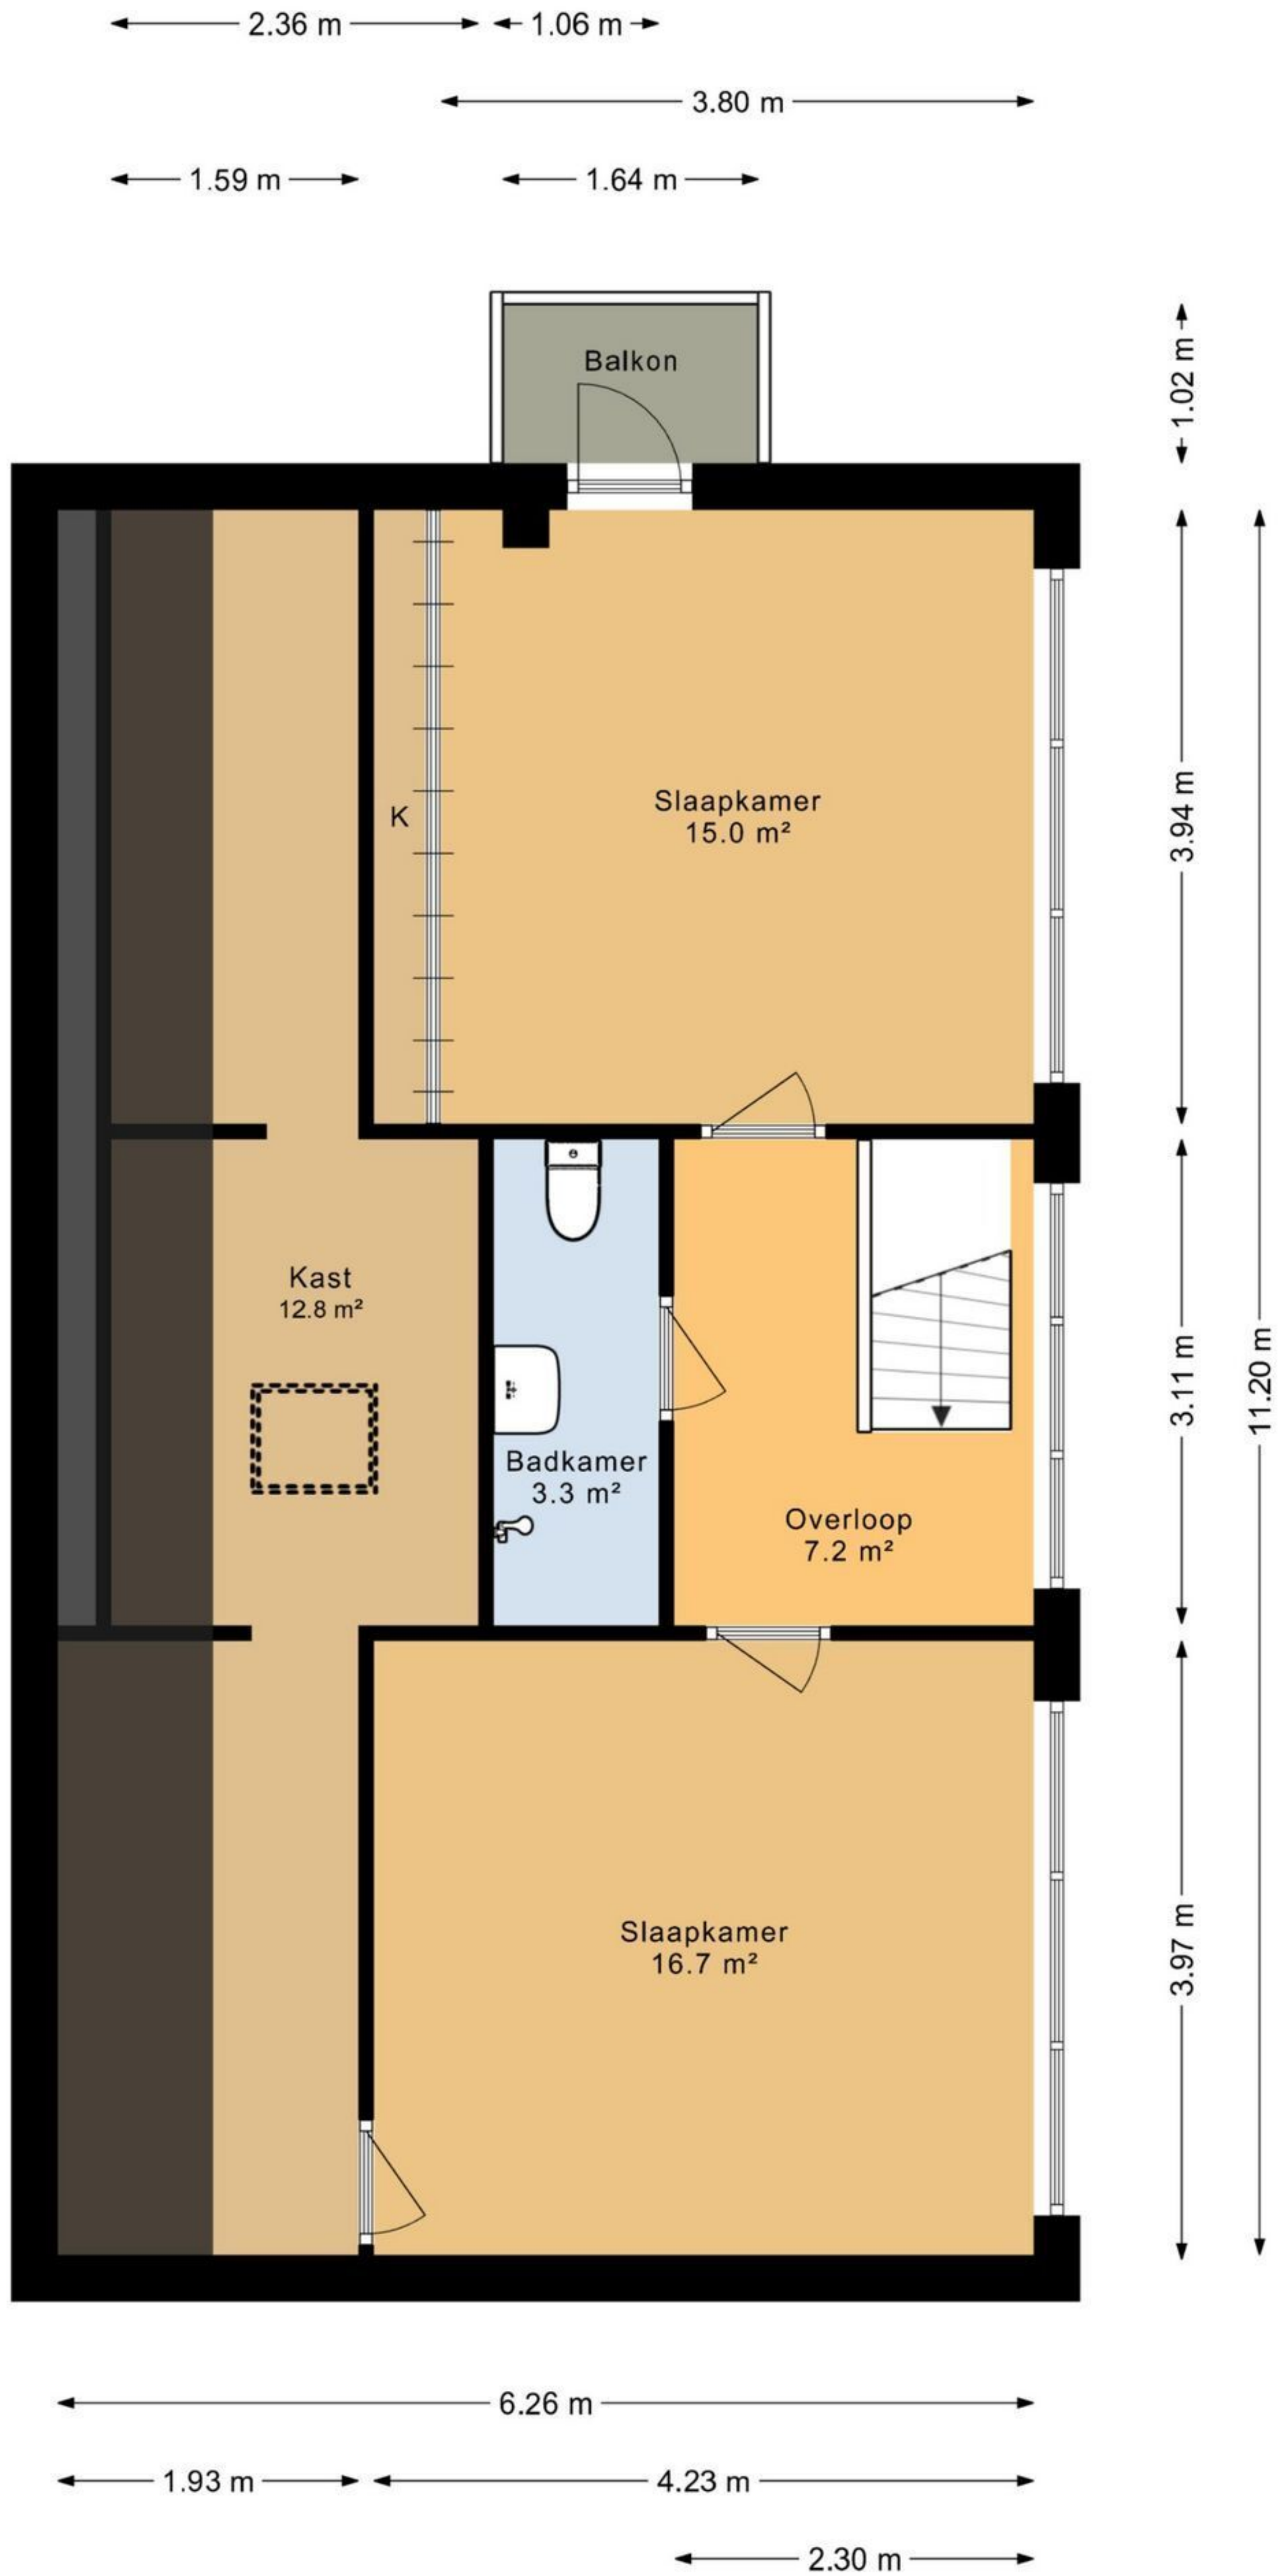 2.36 m
1.06 m
3.80 m
1.59 m
1.64 m
Balkon
1.02 m
Slaapkamer
15.0 m²
K
3.94 m
Kast
12.8 m²
Badkamer
3.3 m²
Overloop
7.2 m²
3.11 m
11.20 m
Slaapkamer
16.7 m²
3.97 m
6.26 m
1.93 m
4.23 m
2.30 m